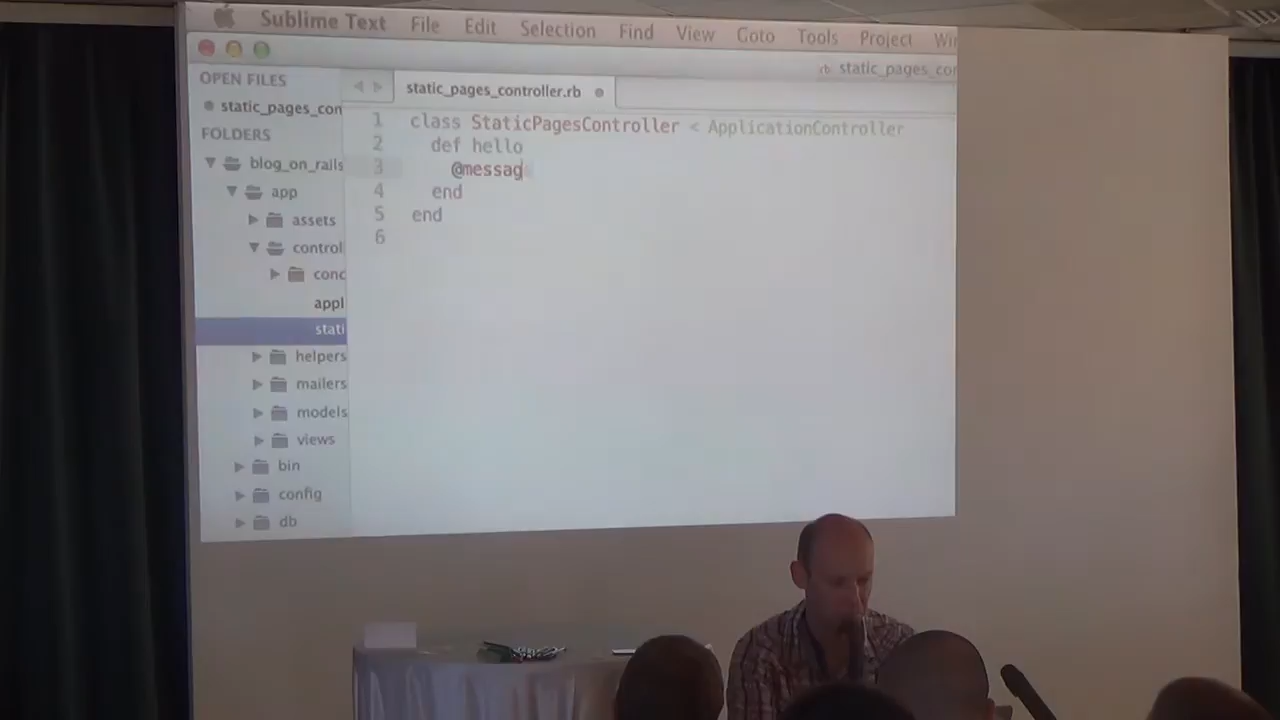 Sublime Text File Edit Selection Find View Goto Tools Project Wi
static_pages_co
OPEN FILES
static_pages_con
FOLDERS
blog_on_rails
app
assets
control
conc
appl
stati
helpers
mailers
models
views
bin
config
db
static_pages_controller.rb
1 class StaticPagesController < ApplicationController
2 def hello
3 @messag
4 end
5 end
6